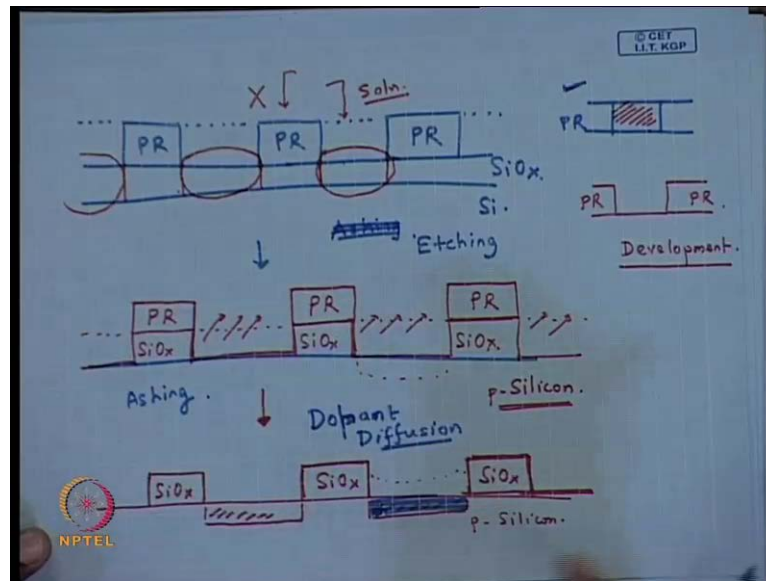 © CET
I.I.T. KGP
X
Soln.
PR
PR
PR
PR
SiOx.
Si.
PR
PR.
Development.
Etching
PR
PR
PR
SiOx
SiOx
SiOx.
Ashing.
p-Silicon.
Dopant
Diffusion
SiOx
SiOx
SiOx
p-Silicon.
NPTEL